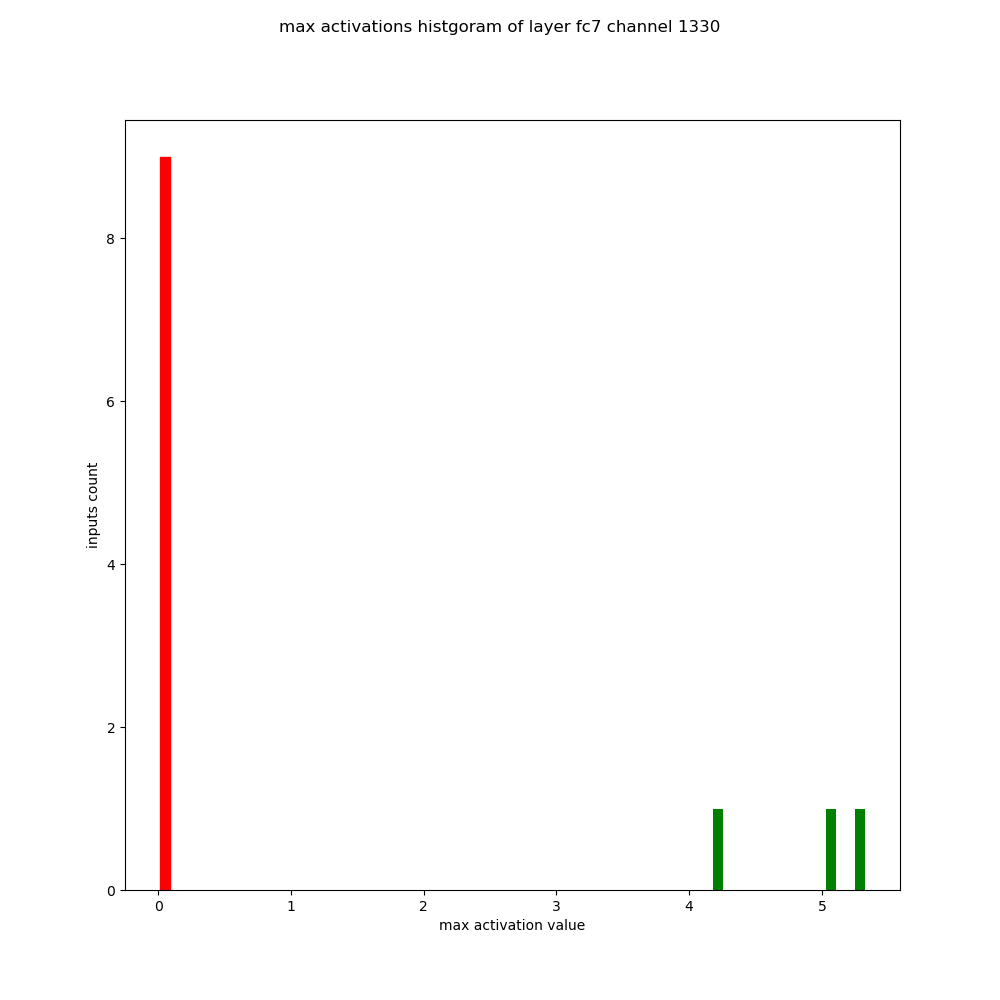 max activations histgoram of layer fc7 channel 1330
8
6
4
2
0
inputs count
0 1 2 3 4 5
max activation value